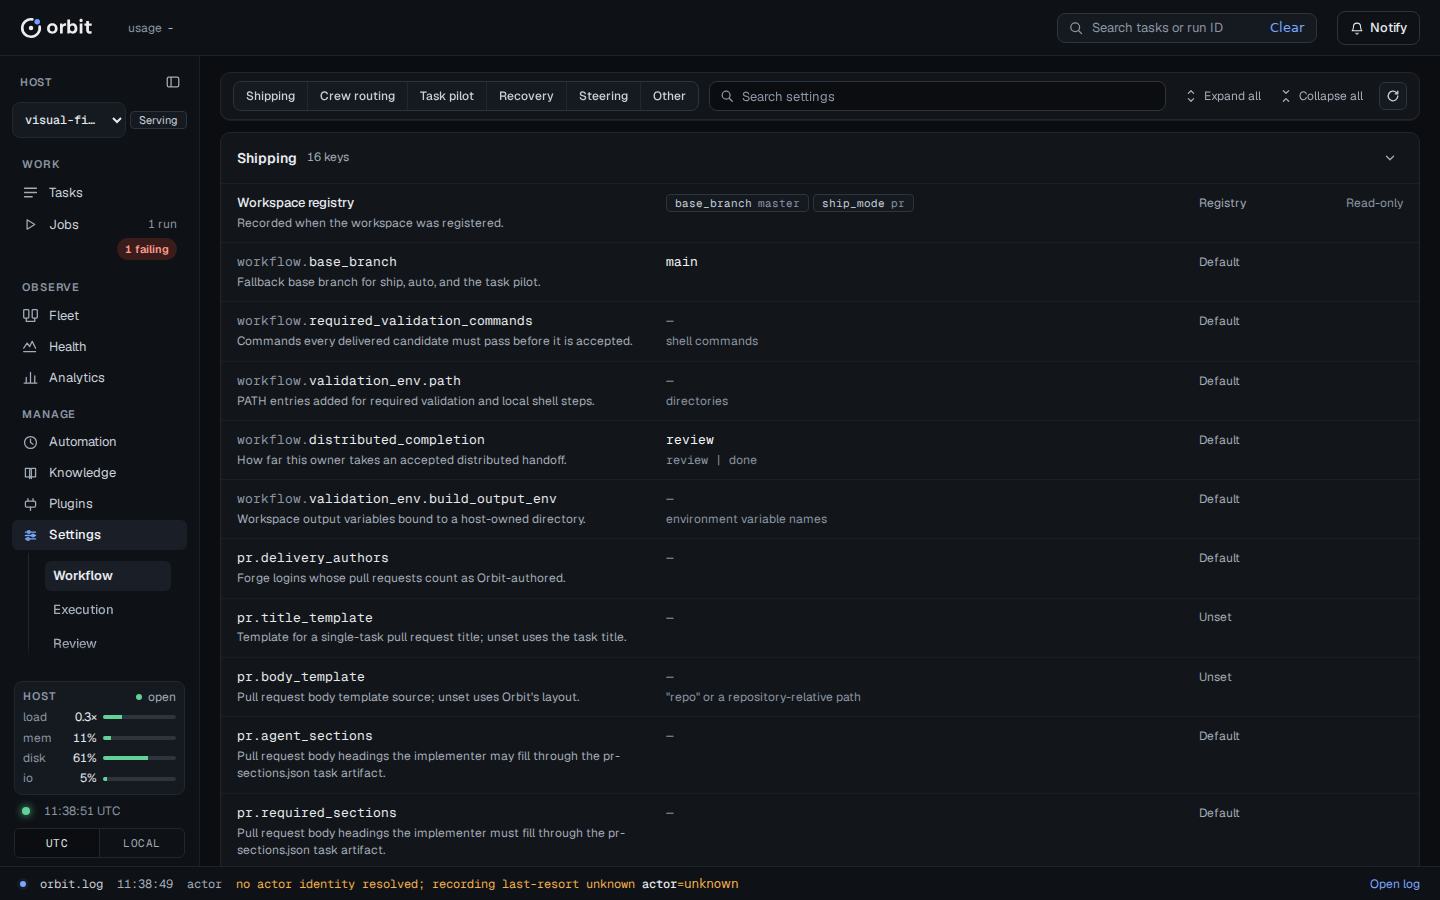 orbit
usage -
Search tasks or run ID
Clear
Notify
HOST
visual-fi…
Serving
WORK
Tasks
Jobs 1 run
1 failing
OBSERVE
Fleet
Health
Analytics
MANAGE
Automation
Knowledge
Plugins
Settings
Workflow
Execution
Review
HOST open
load 0.3×
mem 11%
disk 61%
io 5%
11:38:51 UTC
UTC LOCAL
Shipping Crew routing Task pilot Recovery Steering Other
Search settings
Expand all Collapse all
Shipping 16 keys
Workspace registry base_branch master ship_mode pr Registry Read-only
Recorded when the workspace was registered.
workflow.base_branch main Default
Fallback base branch for ship, auto, and the task pilot.
workflow.required_validation_commands — Default
Commands every delivered candidate must pass before it is accepted. shell commands
workflow.validation_env.path — Default
PATH entries added for required validation and local shell steps. directories
workflow.distributed_completion review Default
How far this owner takes an accepted distributed handoff. review | done
workflow.validation_env.build_output_env — Default
Workspace output variables bound to a host-owned directory. environment variable names
pr.delivery_authors — Default
Forge logins whose pull requests count as Orbit-authored.
pr.title_template — Unset
Template for a single-task pull request title; unset uses the task title.
pr.body_template — Unset
Pull request body template source; unset uses Orbit's layout. "repo" or a repository-relative path
pr.agent_sections — Default
Pull request body headings the implementer may fill through the pr-
sections.json task artifact.
pr.required_sections — Default
Pull request body headings the implementer must fill through the pr-
sections.json task artifact.
orbit.log 11:38:49 actor no actor identity resolved; recording last-resort unknown actor=unknown Open log